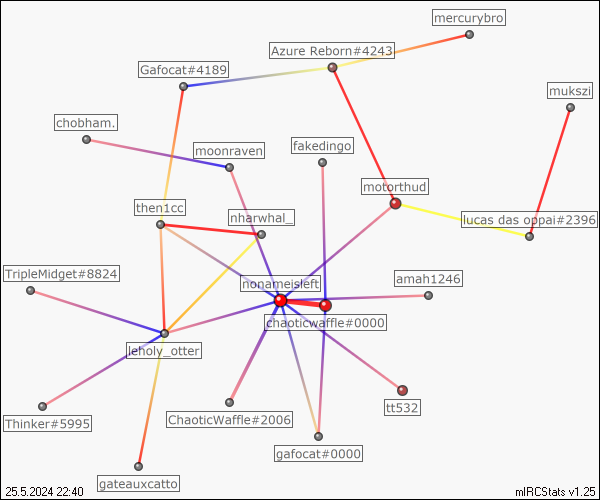 mercurybro
Azure Reborn#4243
Gafocat#4189
mukszi
chobham.
fakedingo
moonraven
motorthud
then1cc
nharwhal_
lucas das oppai#2396
TripleMidget#8824
nonameisleft
amah1246
chaoticwaffle#0000
leholy_otter
tt532
Thinker#5995
ChaoticWaffle#2006
gafocat#0000
gateauxcatto
25.5.2024 22:40
mIRCStats v1.25